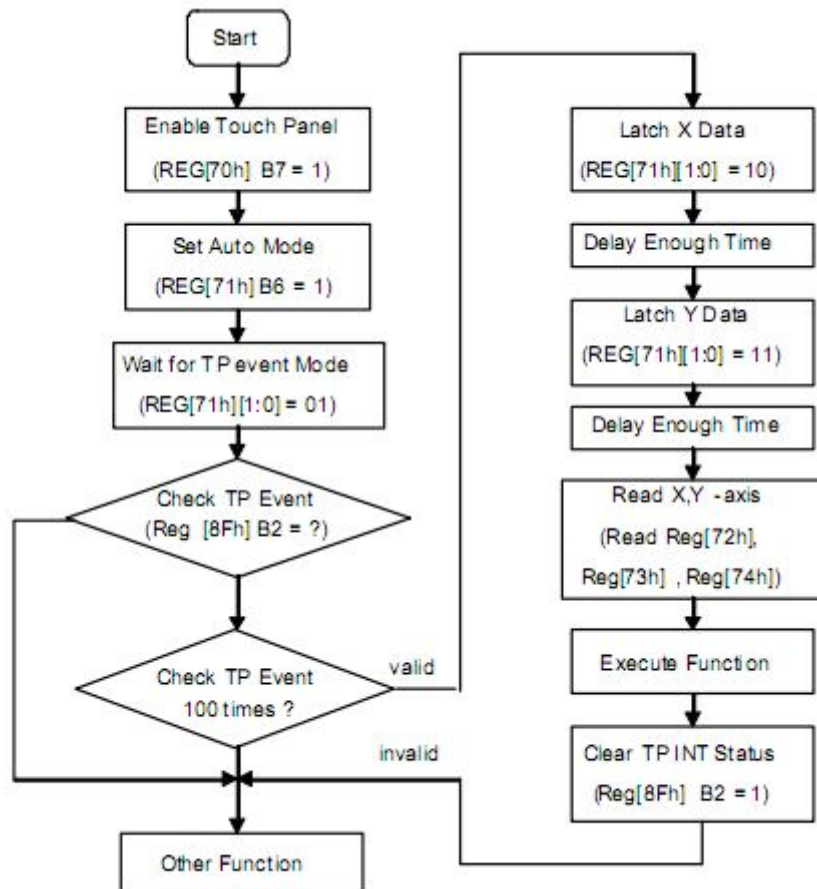 Start
Enable Touch Panel
(REG[70h] B7 = 1)
Set Auto Mode
(REG[71h] B6 = 1)
Wait for TP event Mode
(REG[71h][1:0] = 01)
Check TP Event
(Reg [8Fh] B2 = ?)
Check TP Event
100 times ?
valid
invalid
Other Function
Latch X Data
(REG[71h][1:0] = 10)
Delay Enough Time
Latch Y Data
(REG[71h][1:0] = 11)
Delay Enough Time
Read X,Y -axis
(Read Reg[72h],
Reg[73h] , Reg[74h])
Execute Function
Clear TP INT Status
(Reg[8Fh] B2 = 1)